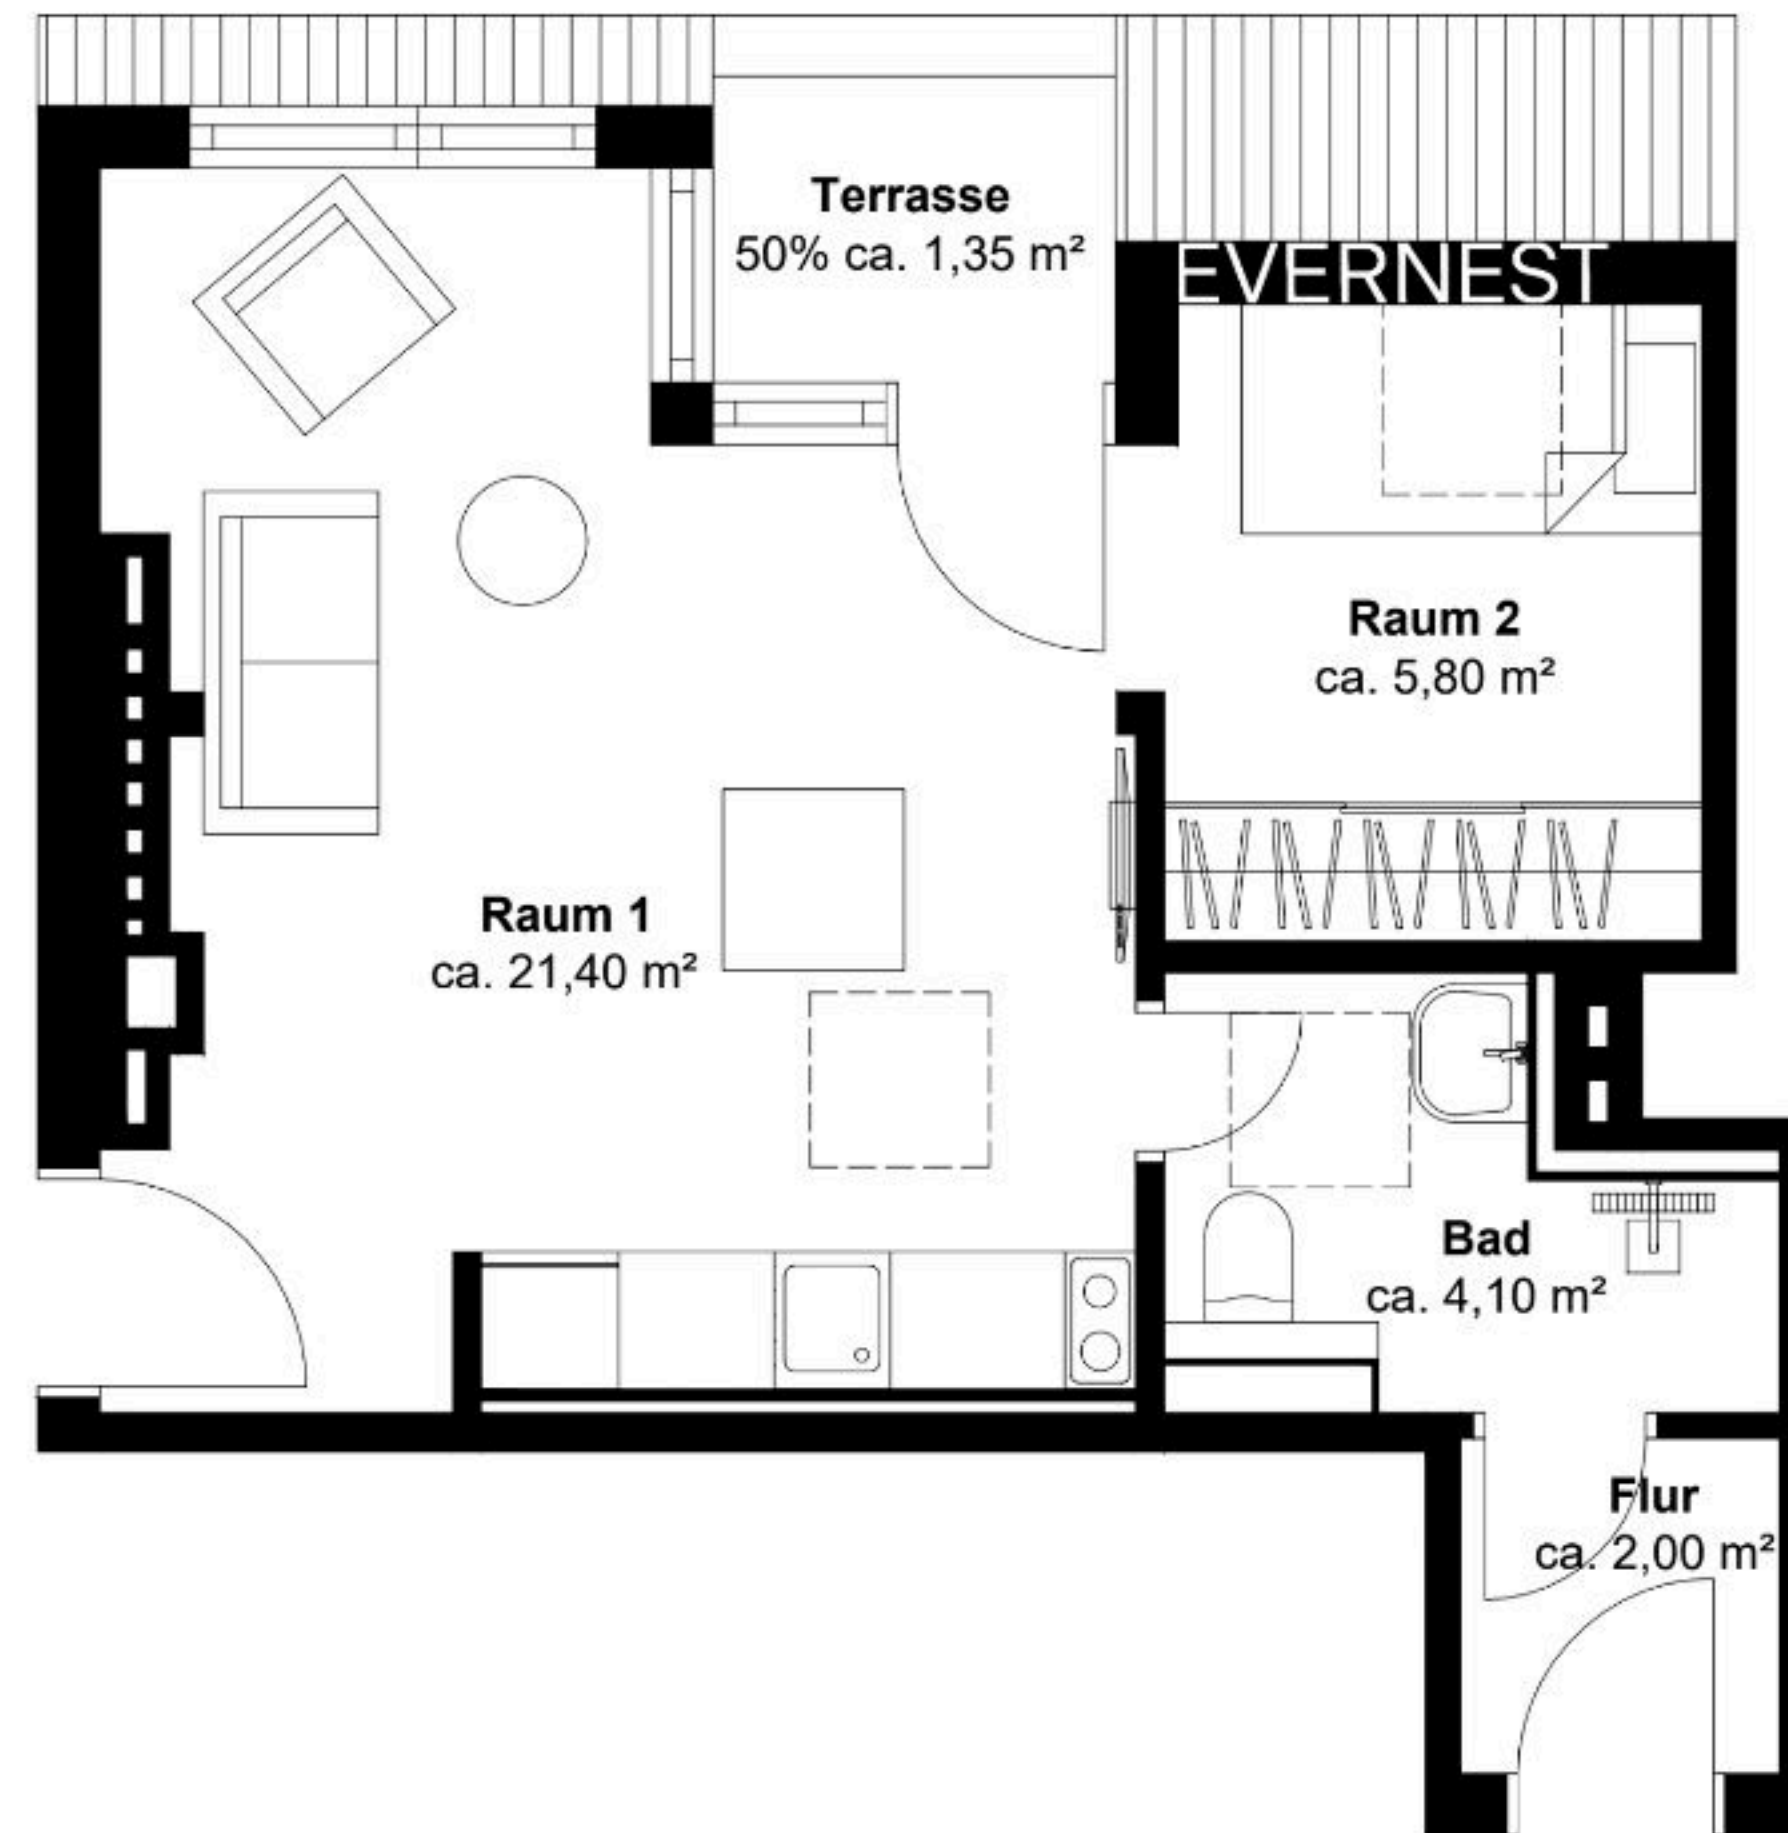 Terrasse
50% ca. 1,35 m²
EVERNEST
Raum 2
ca. 5,80 m²
Raum 1
ca. 21,40 m²
Bad
ca. 4,10 m²
Flur
ca. 2,00 m²